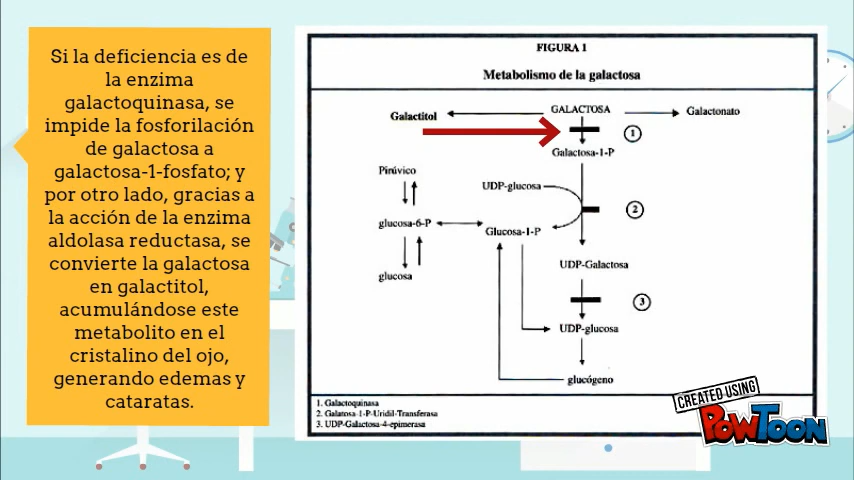 Si la deficiencia es de
la enzima
galactoquinasa, se
impide la fosforilación
de galactosa a
galactosa-1-fosfato; y
por otro lado, gracias a
la acción de la enzima
aldolasa reductasa, se
convierte la galactosa
en galactitol,
acumulándose este
metabolito en el
cristalino del ojo,
generando edemas y
cataratas.
FIGURA 1
Metabolismo de la galactosa
Galactitol
GALACTOSA
Galactonato
1
Galactosa-1-P
Pirúvico
UDP-glucosa
2
glucosa-6-P
Glucosa-1-P
UDP-Galactosa
glucosa
3
UDP-glucosa
glucógeno
1. Galactoquinasa
2. Galatosa-1-P-Uridil-Transferasa
3. UDP-Galactosa-4-epimerasa
CREATED USING
POWTOON